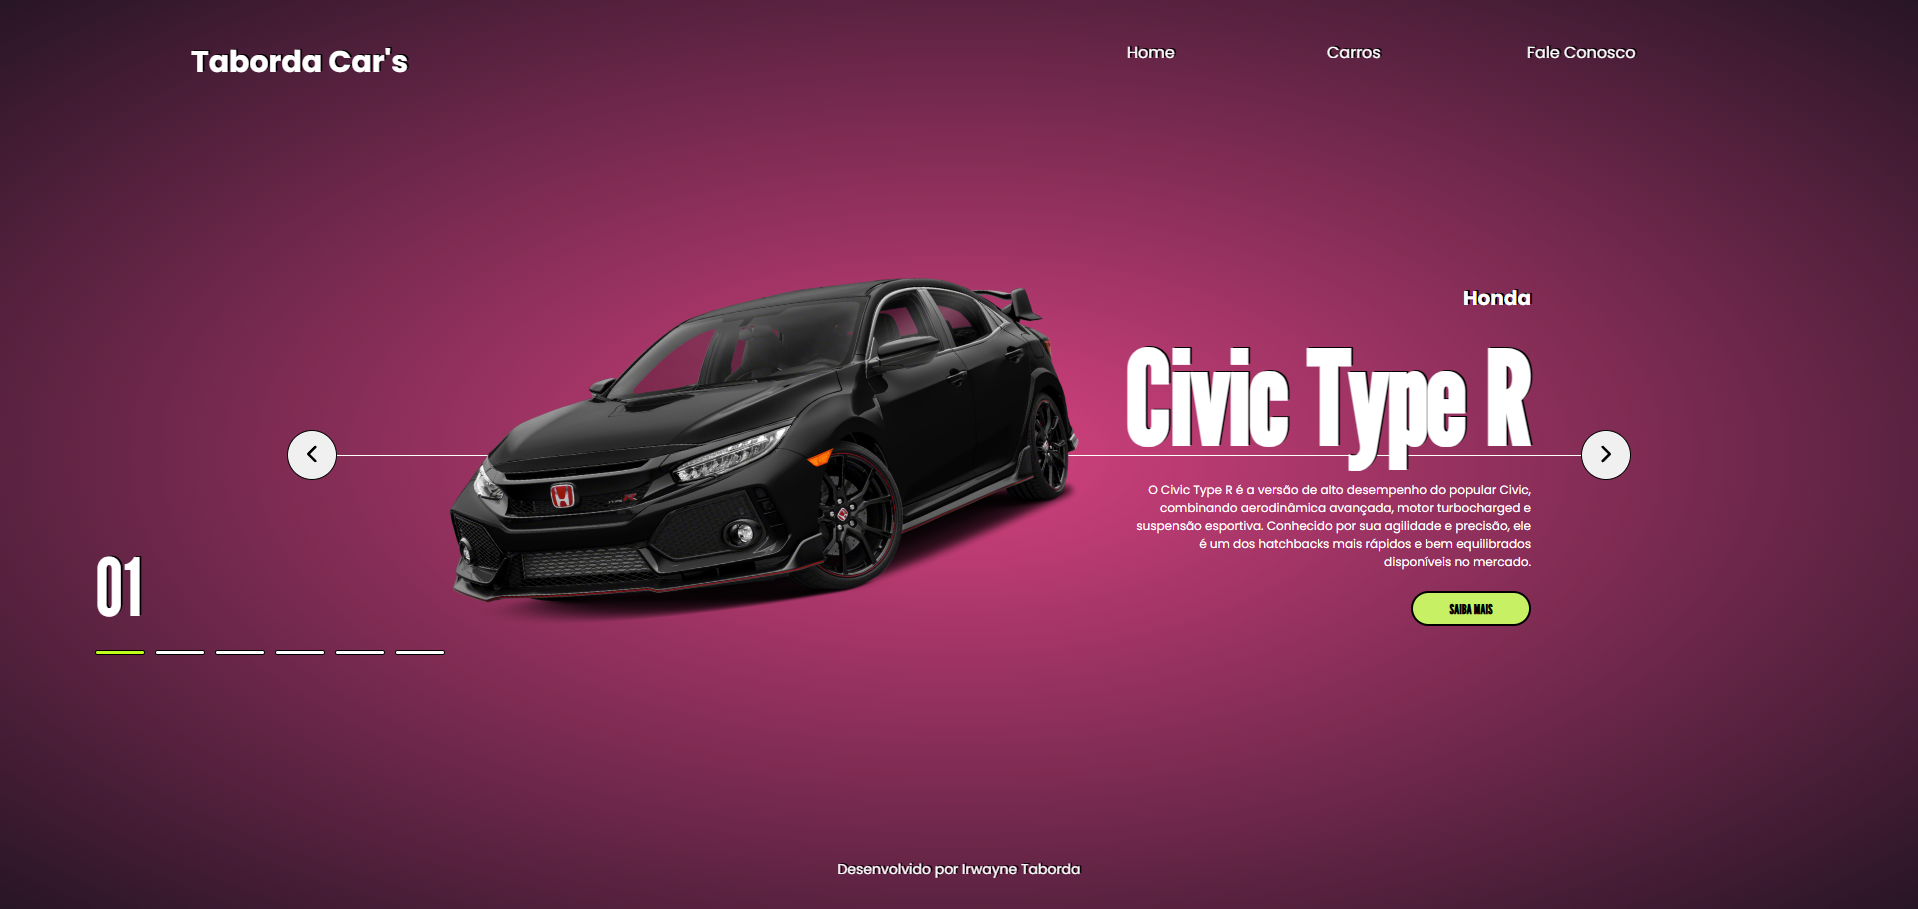 Taborda Car's
Home
Carros
Fale Conosco
Honda
Civic Type R
O Civic Type R é a versão de alto desempenho do popular Civic,
combinando aerodinâmica avançada, motor turbocharged e
suspensão esportiva. Conhecido por sua agilidade e precisão, ele
é um dos hatchbacks mais rápidos e bem equilibrados
disponíveis no mercado.
SAIBA MAIS
01
Desenvolvido por Irwayne Taborda